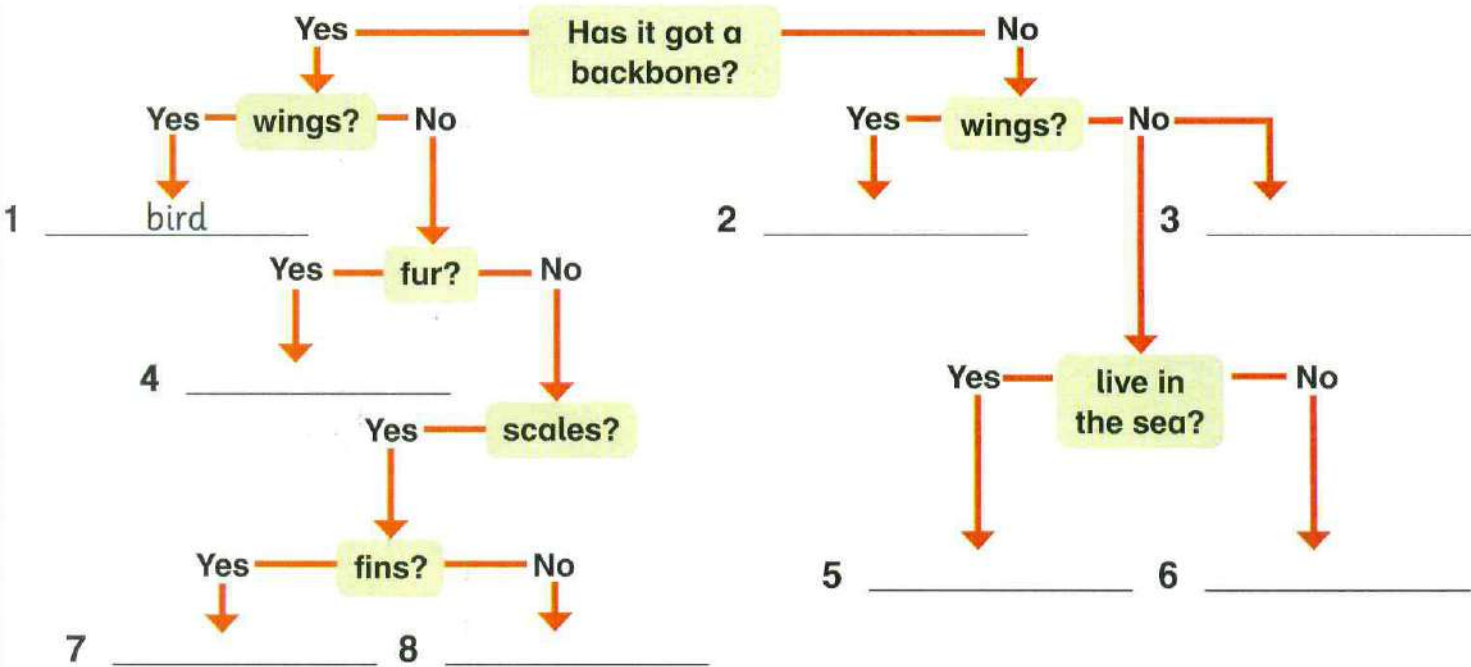 Has it got a
backbone?
Yes
No
Yes
wings?
No
Yes
wings?
No
1 bird
2
3
Yes
fur?
No
4
Yes
live in
the sea?
No
Yes
scales?
Yes
fins?
No
5
6
7
8